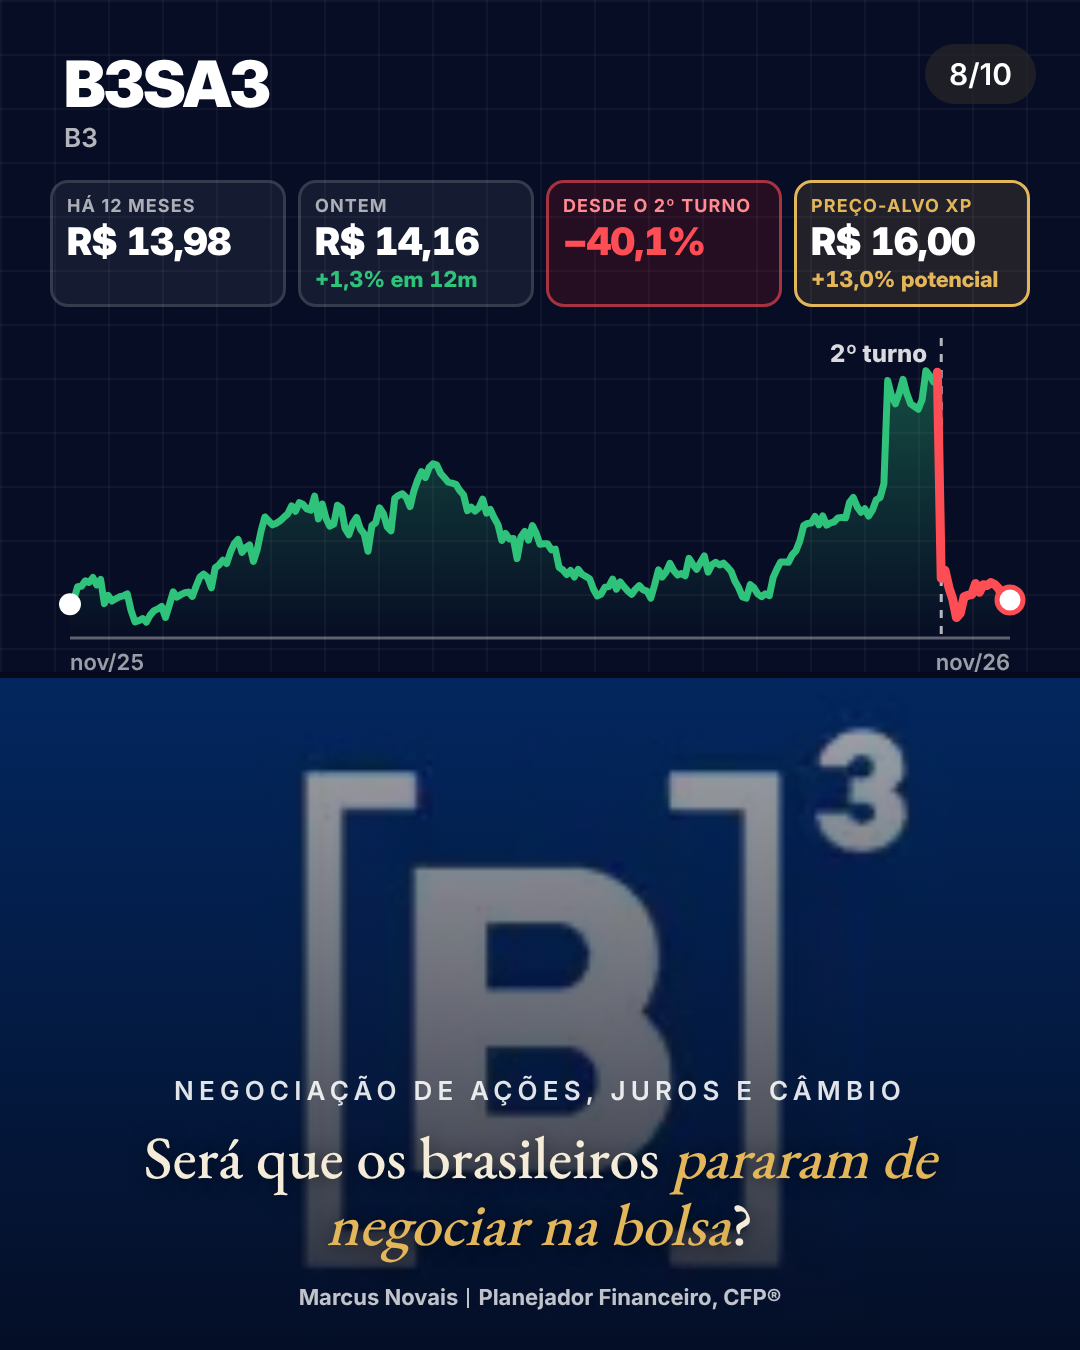 B3SA3
8/10
B3
HÁ 12 MESES
R$ 13,98
ONTEM
R$ 14,16
+1,3% em 12m
DESDE O 2º TURNO
−40,1%
PREÇO-ALVO XP
R$ 16,00
+13,0% potencial
2º turno
nov/25
nov/26
[B]³
NEGOCIAÇÃO DE AÇÕES, JUROS E CÂMBIO
Será que os brasileiros pararam de
negociar na bolsa?
Marcus Novais | Planejador Financeiro, CFP®